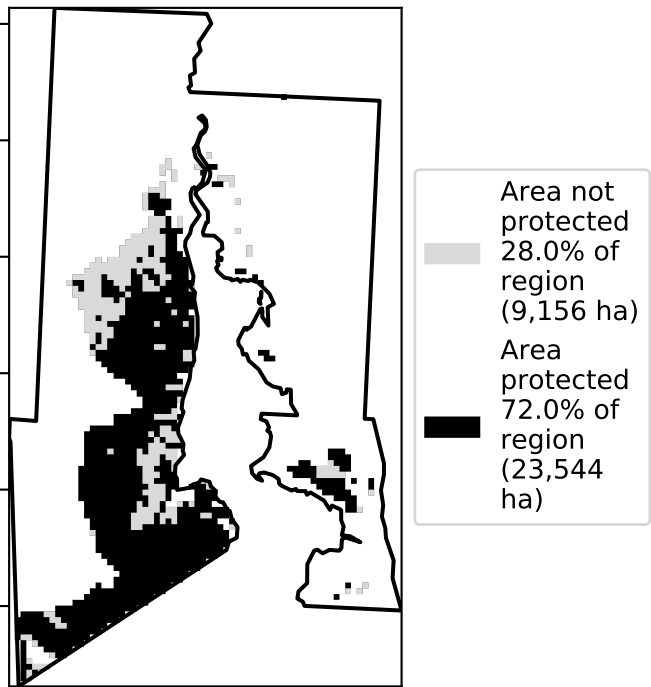 Area not
protected
28.0% of
region
(9,156 ha)
Area
protected
72.0% of
region
(23,544
ha)